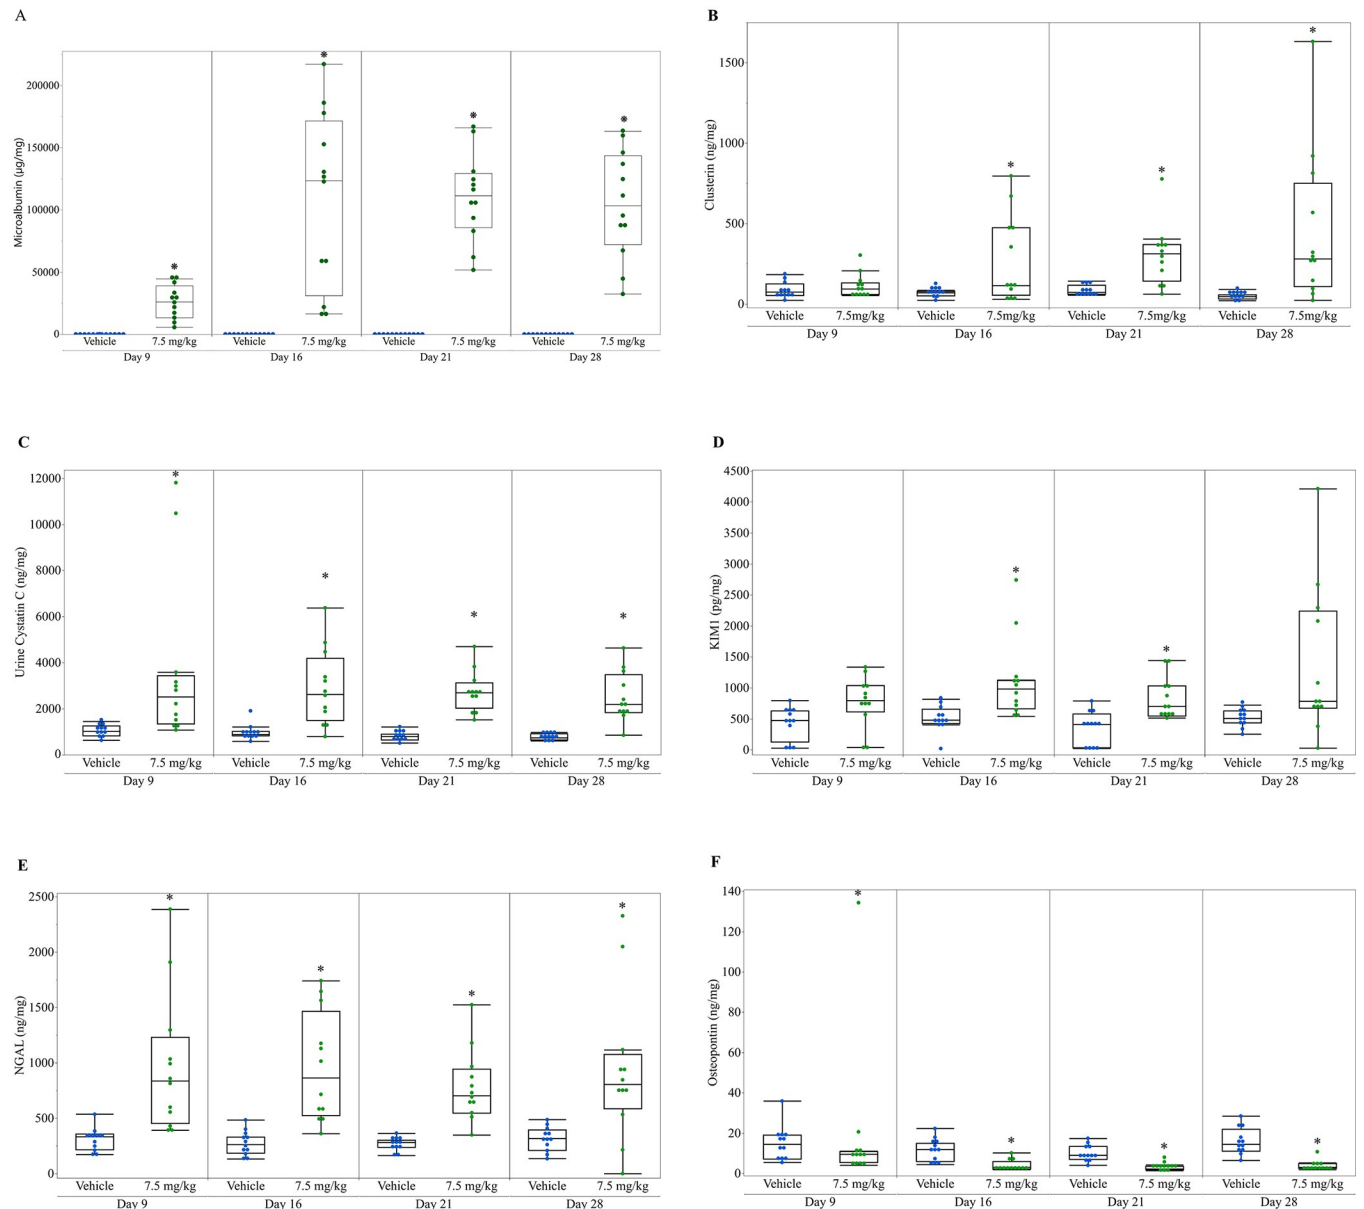 A
Microalbumin (µg/mg)
200000
150000
100000
50000
0
* * * *
Vehicle 7.5 mg/kg Vehicle 7.5 mg/kg Vehicle 7.5 mg/kg Vehicle 7.5 mg/kg
Day 9 Day 16 Day 21 Day 28
B
Clusterin (ng/mg)
1500
1000
500
0
* * *
Vehicle 7.5mg/kg Vehicle 7.5mg/kg Vehicle 7.5mg/kg Vehicle 7.5mg/kg
Day 9 Day 16 Day 21 Day 28
C
Urine Cystatin C (ng/mg)
12000
10000
8000
6000
4000
2000
0
* * * *
Vehicle 7.5 mg/kg Vehicle 7.5 mg/kg Vehicle 7.5 mg/kg Vehicle 7.5 mg/kg
Day 9 Day 16 Day 21 Day 28
D
KIM1 (pg/mg)
4500
4000
3500
3000
2500
2000
1500
1000
500
0
* *
Vehicle 7.5 mg/kg Vehicle 7.5 mg/kg Vehicle 7.5 mg/kg Vehicle 7.5 mg/kg
Day 9 Day 16 Day 21 Day 28
E
NGAL (ng/mg)
2500
2000
1500
1000
500
0
* * * *
Vehicle 7.5 mg/kg Vehicle 7.5 mg/kg Vehicle 7.5 mg/kg Vehicle 7.5 mg/kg
Day 9 Day 16 Day 21 Day 28
F
Osteopontin (ng/mg)
140
120
100
80
60
40
20
0
* * * *
Vehicle 7.5 mg/kg Vehicle 7.5 mg/kg Vehicle 7.5 mg/kg Vehicle 7.5 mg/kg
Day 9 Day 16 Day 21 Day 28